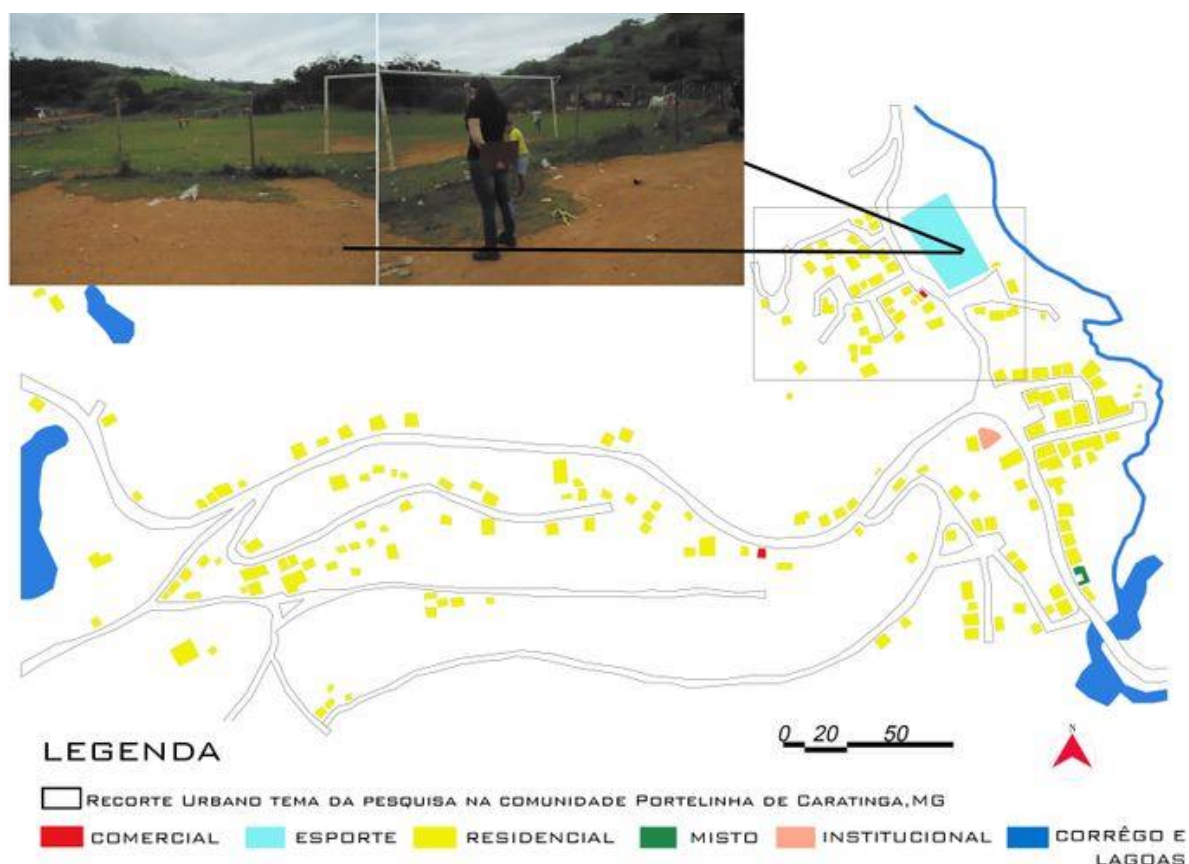 0 20 50
N
LEGENDA
RECORTE URBANO TEMA DA PESQUISA NA COMUNIDADE PORTELINHA DE CARATINGA,MG
COMERCIAL ESPORTE RESIDENCIAL MISTO INSTITUCIONAL CORRÊGO E
LAGOAS